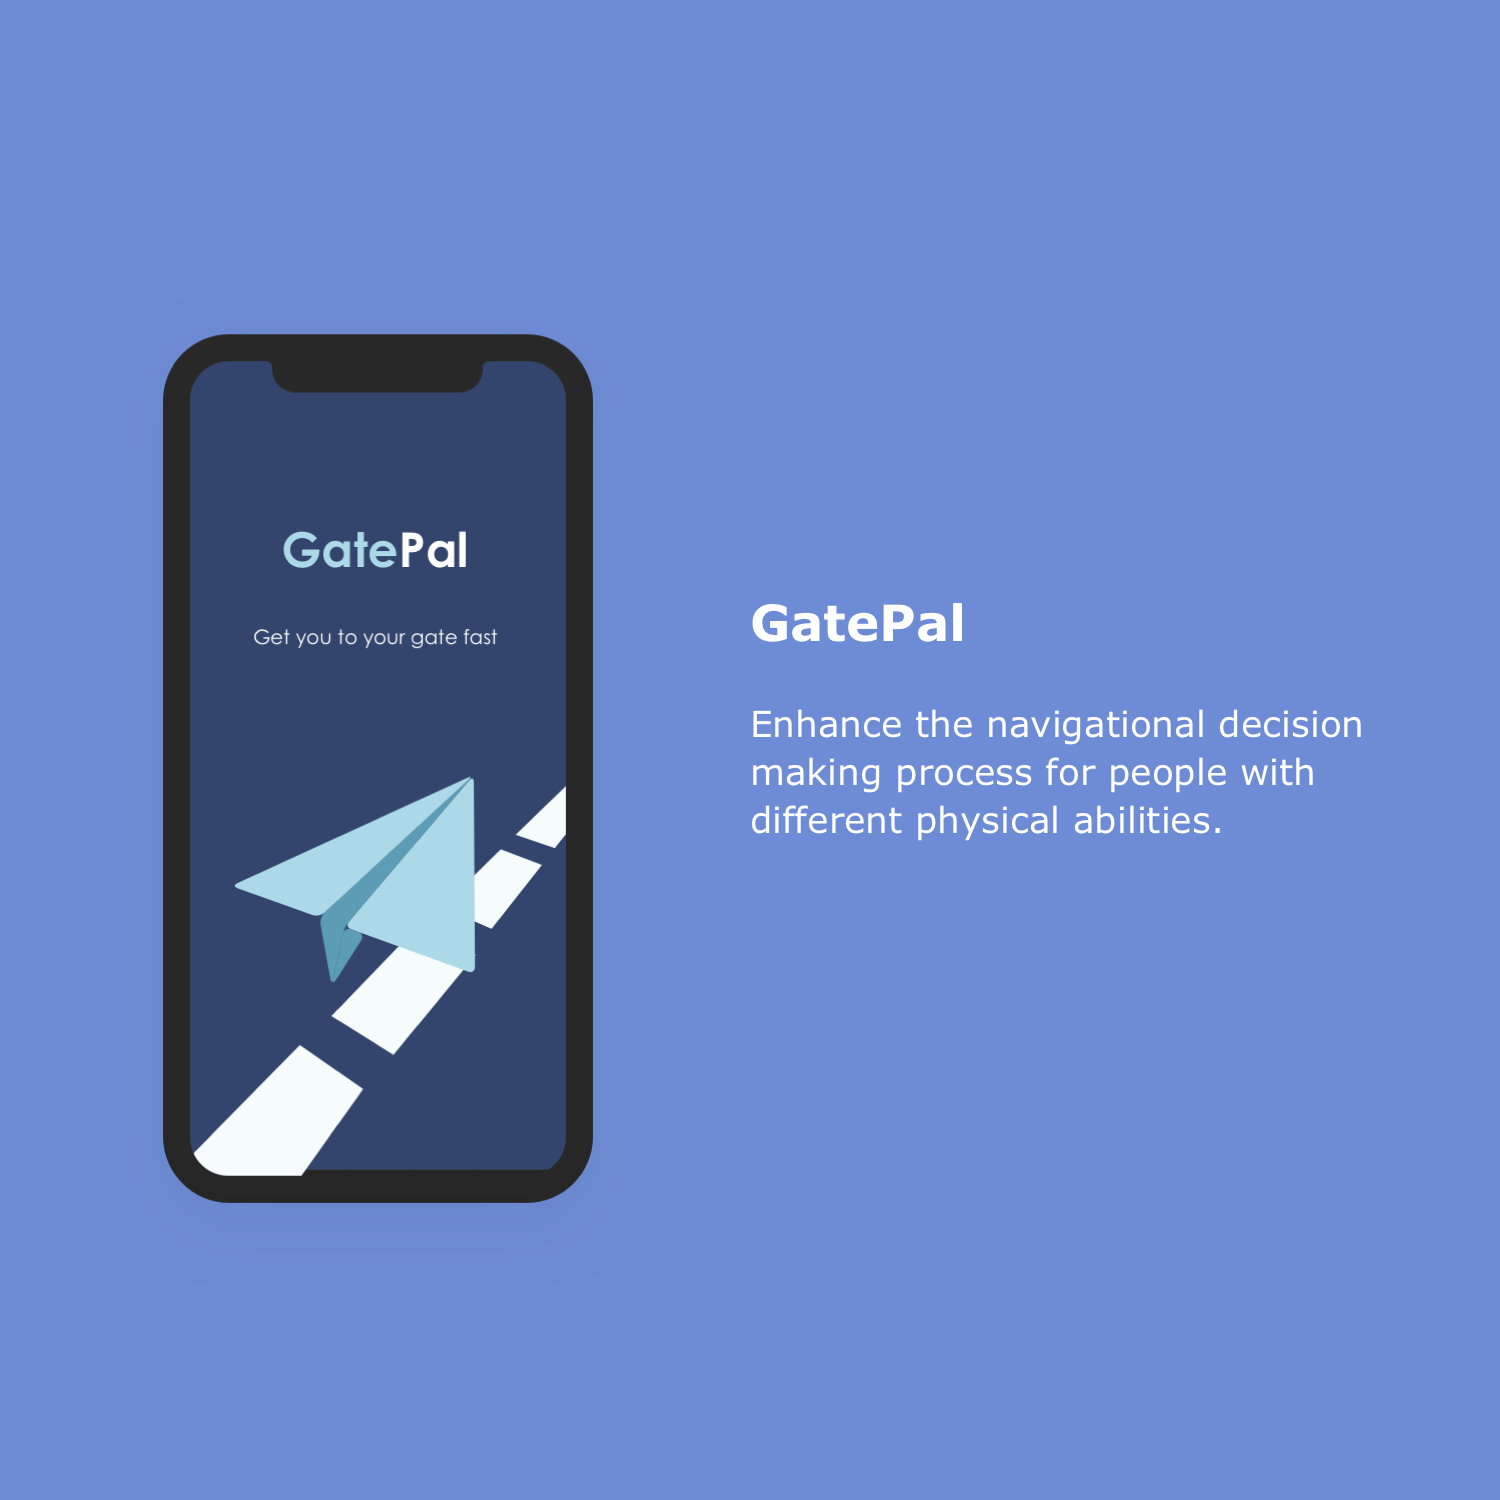 GatePal
Get you to your gate fast
GatePal
Enhance the navigational decision
making process for people with
different physical abilities.